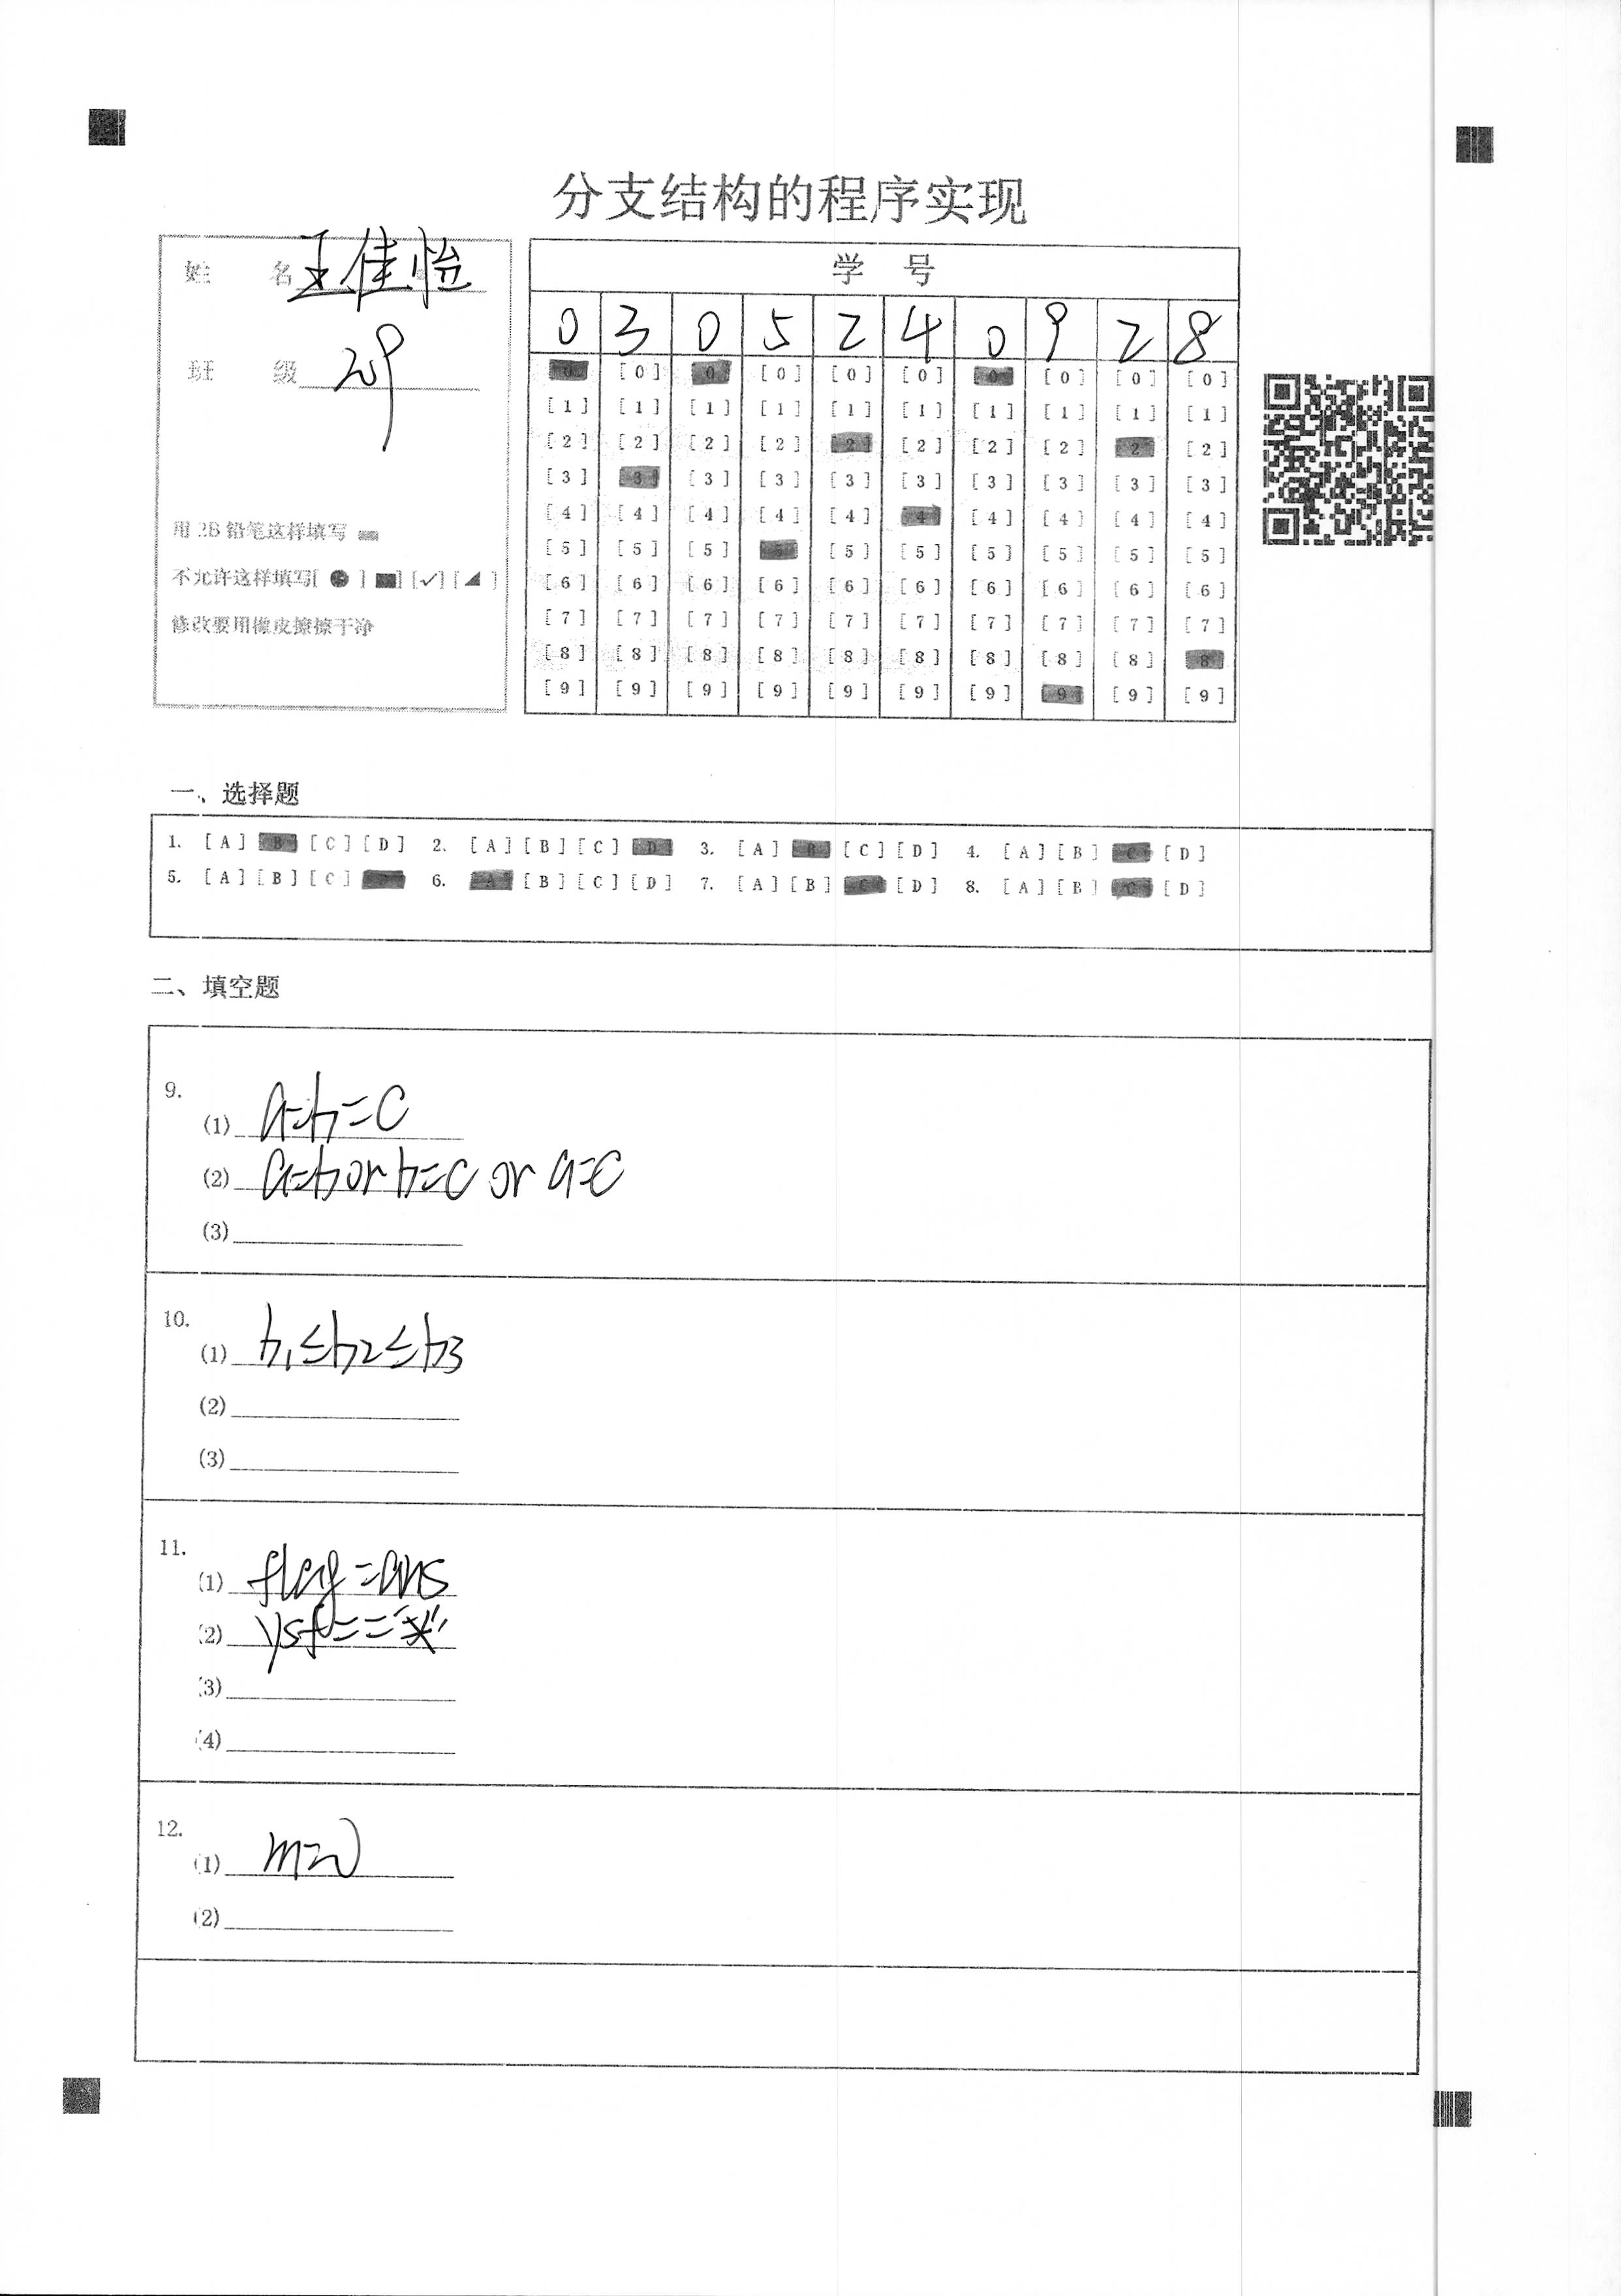 分支结构的程序实现
姓 名 王佳怡
班 级 209
用2B铅笔这样填写
不允许这样填写[ ● ] [■] [✓] [◢ ]
修改要用橡皮擦擦干净
学 号
0 3 0 5 2 4 0 9 2 8
[0] [0] [0] [0] [0] [0] [0] [0] [0] [0]
[1] [1] [1] [1] [1] [1] [1] [1] [1] [1]
[2] [2] [2] [2] [2] [2] [2] [2] [2] [2]
[3] [3] [3] [3] [3] [3] [3] [3] [3] [3]
[4] [4] [4] [4] [4] [4] [4] [4] [4] [4]
[5] [5] [5] [5] [5] [5] [5] [5] [5] [5]
[6] [6] [6] [6] [6] [6] [6] [6] [6] [6]
[7] [7] [7] [7] [7] [7] [7] [7] [7] [7]
[8] [8] [8] [8] [8] [8] [8] [8] [8] [8]
[9] [9] [9] [9] [9] [9] [9] [9] [9] [9]
一、选择题
1. [A] [B] [C] [D] 2. [A] [B] [C] [D] 3. [A] [B] [C] [D] 4. [A] [B] [C] [D]
5. [A] [B] [C] [D] 6. [A] [B] [C] [D] 7. [A] [B] [C] [D] 8. [A] [B] [C] [D]
二、填空题
9.
(1) a=b=c
(2) a=b or b=c or a=c
(3)
10.
(1) h1≤h2≤h3
(2)
(3)
11.
(1) flag=ans
(2) ysf=="
(3)
(4)
12.
(1) m=
(2)